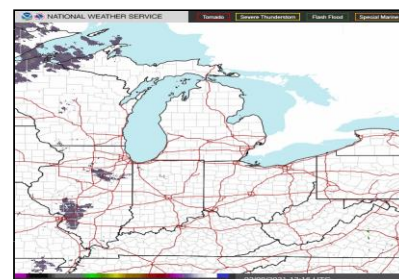 NATIONAL WEATHER SERVICE
Tornado
Severe Thunderstorm
Flash Flood
Special Marine